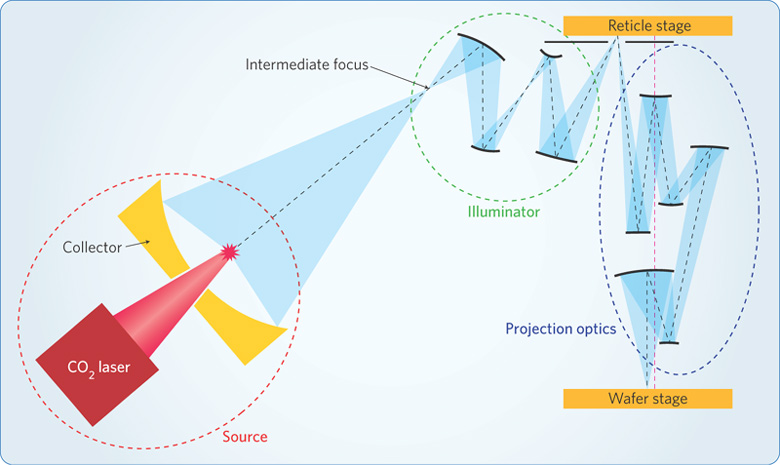 Reticle stage
Intermediate focus
Illuminator
Collector
Projection optics
CO₂ laser
Wafer stage
Source